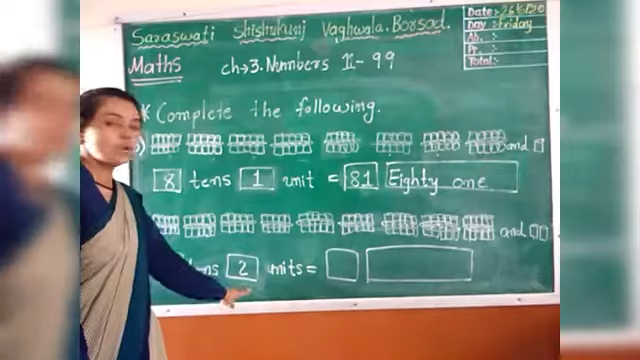 Saraswati Shishukunj Vaghwala. Borsad.
Date: 26/6/20
Day : Friday
Ab. :
Pr. :
Total:
Maths
ch→3. Numbers 11 - 99
* Complete the following.
and
8 tens 1 unit = 81 Eighty one
and
tens 2 units =